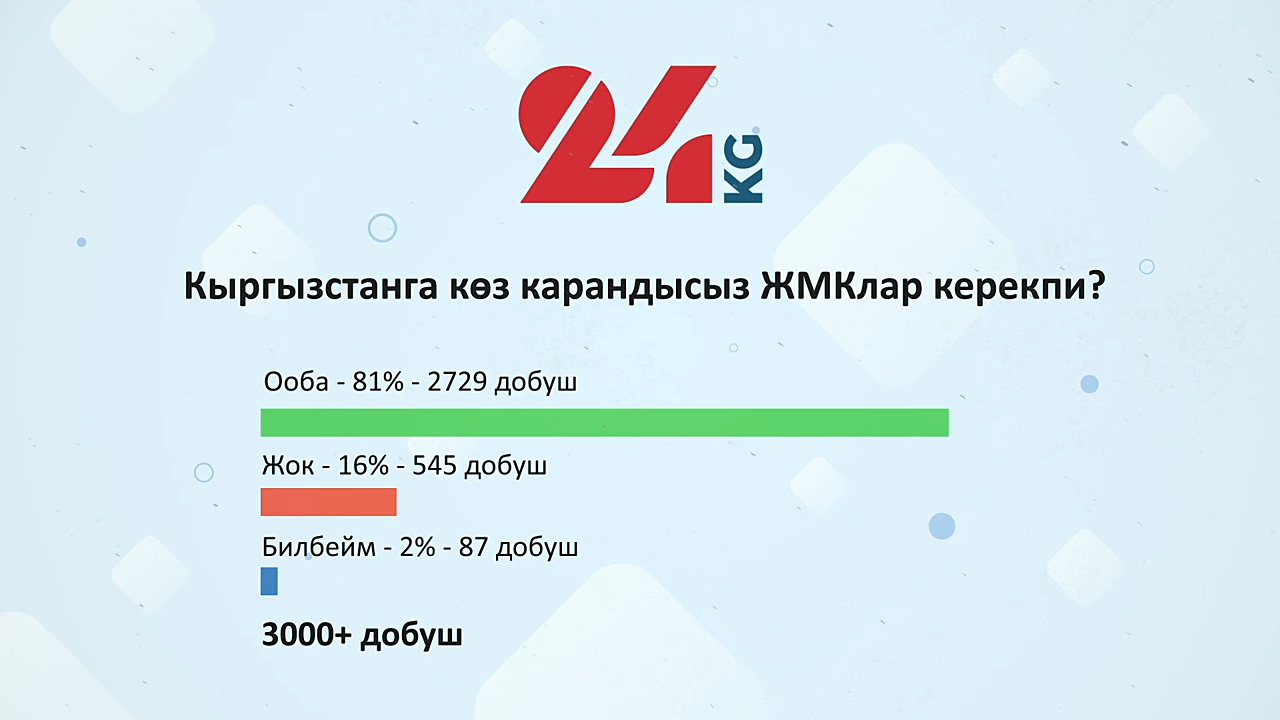 24
KG
Кыргызстанга көз карандысыз ЖМКлар керекпи?
Ооба - 81% - 2729 добуш
Жок - 16% - 545 добуш
Билбейм - 2% - 87 добуш
3000+ добуш